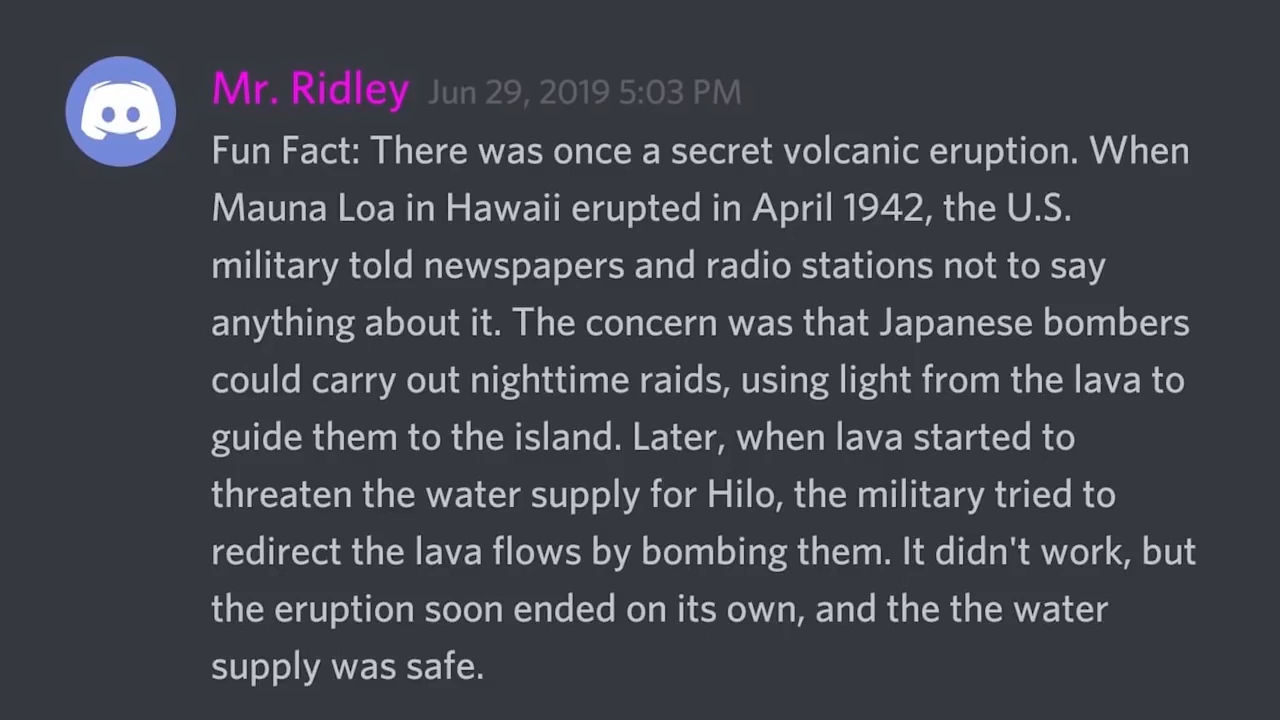 Mr. Ridley Jun 29, 2019 5:03 PM
Fun Fact: There was once a secret volcanic eruption. When
Mauna Loa in Hawaii erupted in April 1942, the U.S.
military told newspapers and radio stations not to say
anything about it. The concern was that Japanese bombers
could carry out nighttime raids, using light from the lava to
guide them to the island. Later, when lava started to
threaten the water supply for Hilo, the military tried to
redirect the lava flows by bombing them. It didn't work, but
the eruption soon ended on its own, and the the water
supply was safe.